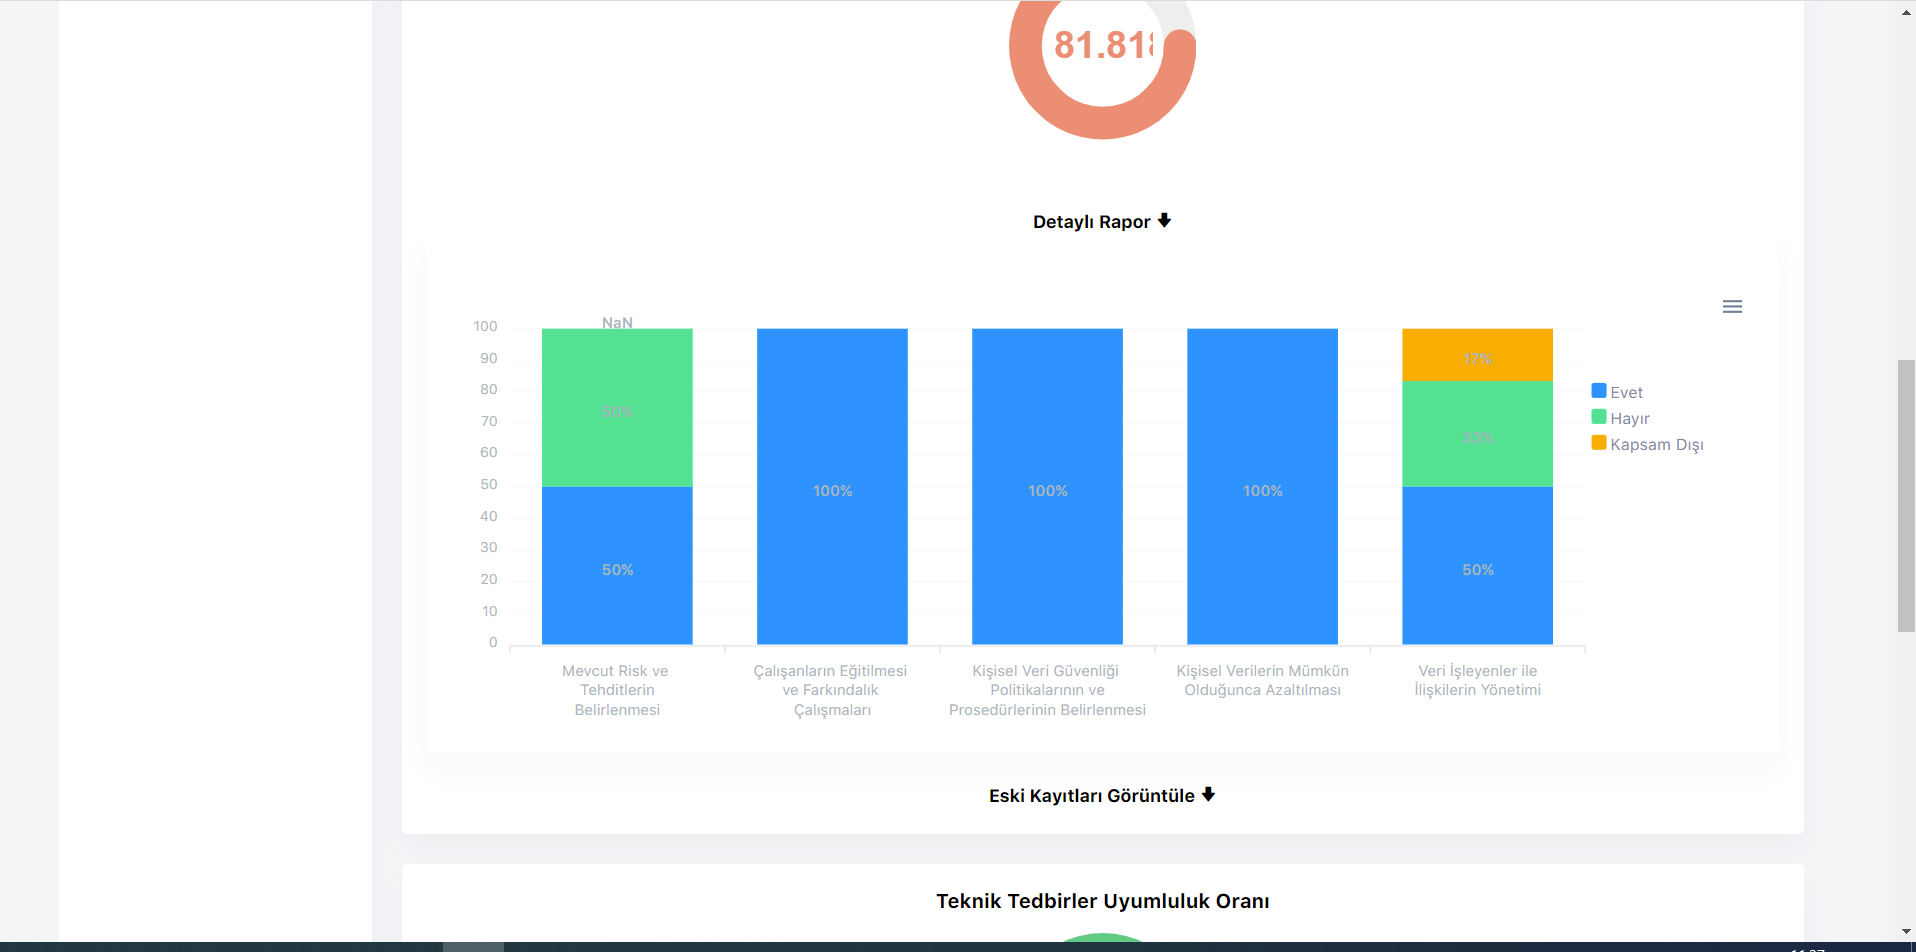 81.81
Detaylı Rapor
NaN
100
90
80
70
60
50
40
30
20
10
0
50%
50%
100%
100%
100%
17%
33%
50%
Evet
Hayır
Kapsam Dışı
Mevcut Risk ve
Tehditlerin
Belirlenmesi
Çalışanların Eğitilmesi
ve Farkındalık
Çalışmaları
Kişisel Veri Güvenliği
Politikalarının ve
Prosedürlerinin Belirlenmesi
Kişisel Verilerin Mümkün
Olduğunca Azaltılması
Veri İşleyenler ile
İlişkilerin Yönetimi
Eski Kayıtları Görüntüle
Teknik Tedbirler Uyumluluk Oranı